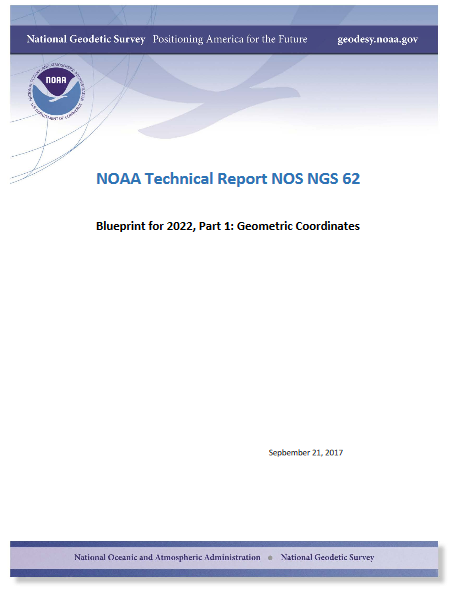 National Geodetic Survey Positioning America for the Future geodesy.noaa.gov
NOAA
NOAA Technical Report NOS NGS 62
Blueprint for 2022, Part 1: Geometric Coordinates
Sepbember 21, 2017
National Oceanic and Atmospheric Administration • National Geodetic Survey